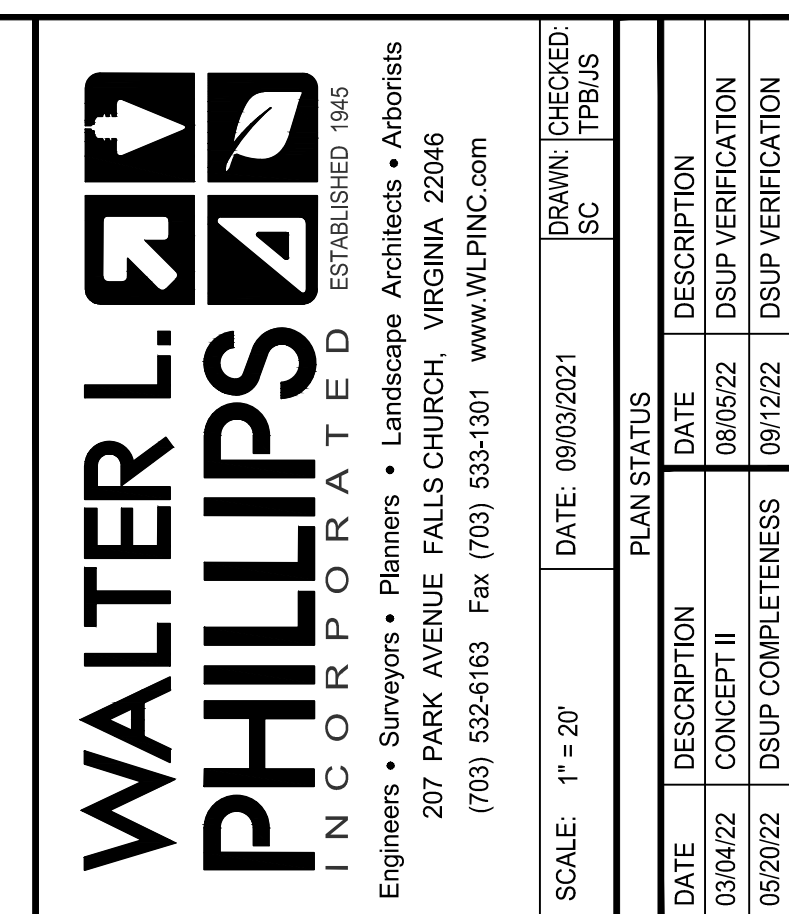 WALTER L.
PHILLIPS
INCORPORATED ESTABLISHED 1945
Engineers • Surveyors • Planners • Landscape Architects • Arborists
207 PARK AVENUE FALLS CHURCH, VIRGINIA 22046
(703) 532-6163 Fax (703) 533-1301 www.WLPINC.com
SCALE: 1" = 20' DATE: 09/03/2021 DRAWN: CHECKED:
SC TPB/JS
PLAN STATUS
DATE DESCRIPTION DATE DESCRIPTION
03/04/22 CONCEPT II 08/05/22 DSUP VERIFICATION
05/20/22 DSUP COMPLETENESS 09/12/22 DSUP VERIFICATION